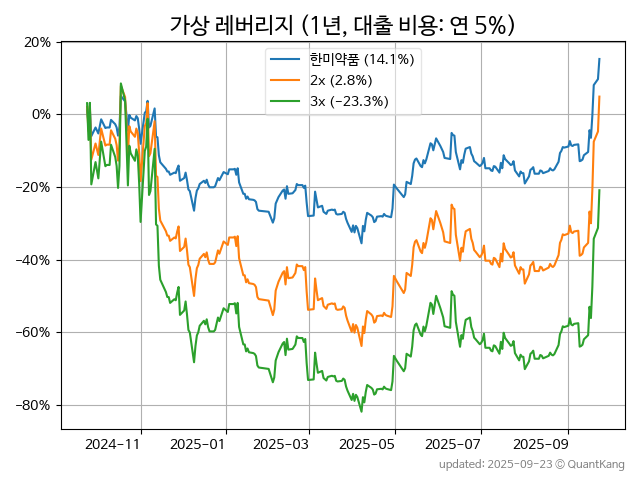 가상 레버리지 (1년, 대출 비용: 연 5%)
한미약품 (14.1%)
2x (2.8%)
3x (−23.3%)
20%
0%
−20%
−40%
−60%
−80%
2024-11
2025-01
2025-03
2025-05
2025-07
2025-09
updated: 2025-09-23 ⓒ QuantKang